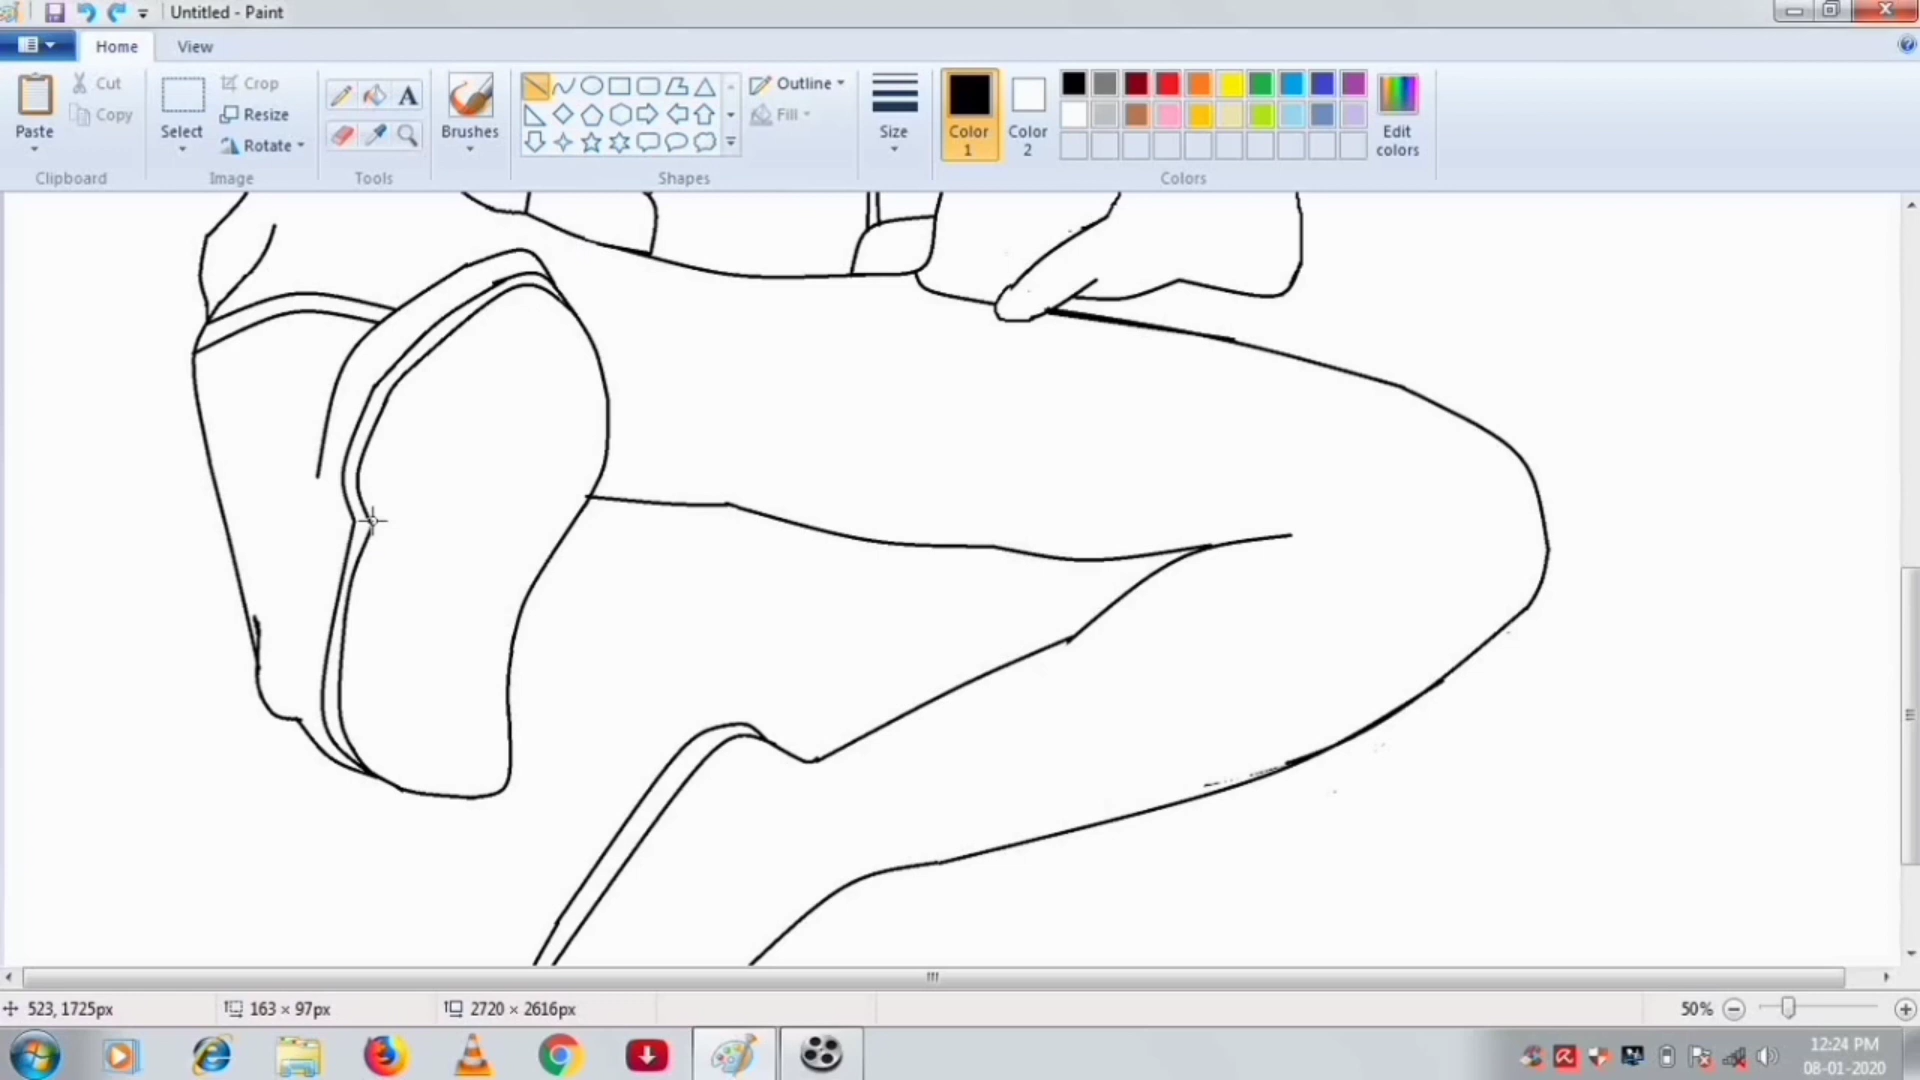 Untitled - Paint
Home View
Paste
Cut
Copy
Clipboard
Select
Crop
Resize
Rotate
Image
A
Tools
Brushes
Outline
Fill
Shapes
Size
Color 1
Color 2
Edit colors
Colors
523, 1725px
163 × 97px
2720 × 2616px
50%
12:24 PM
08-01-2020